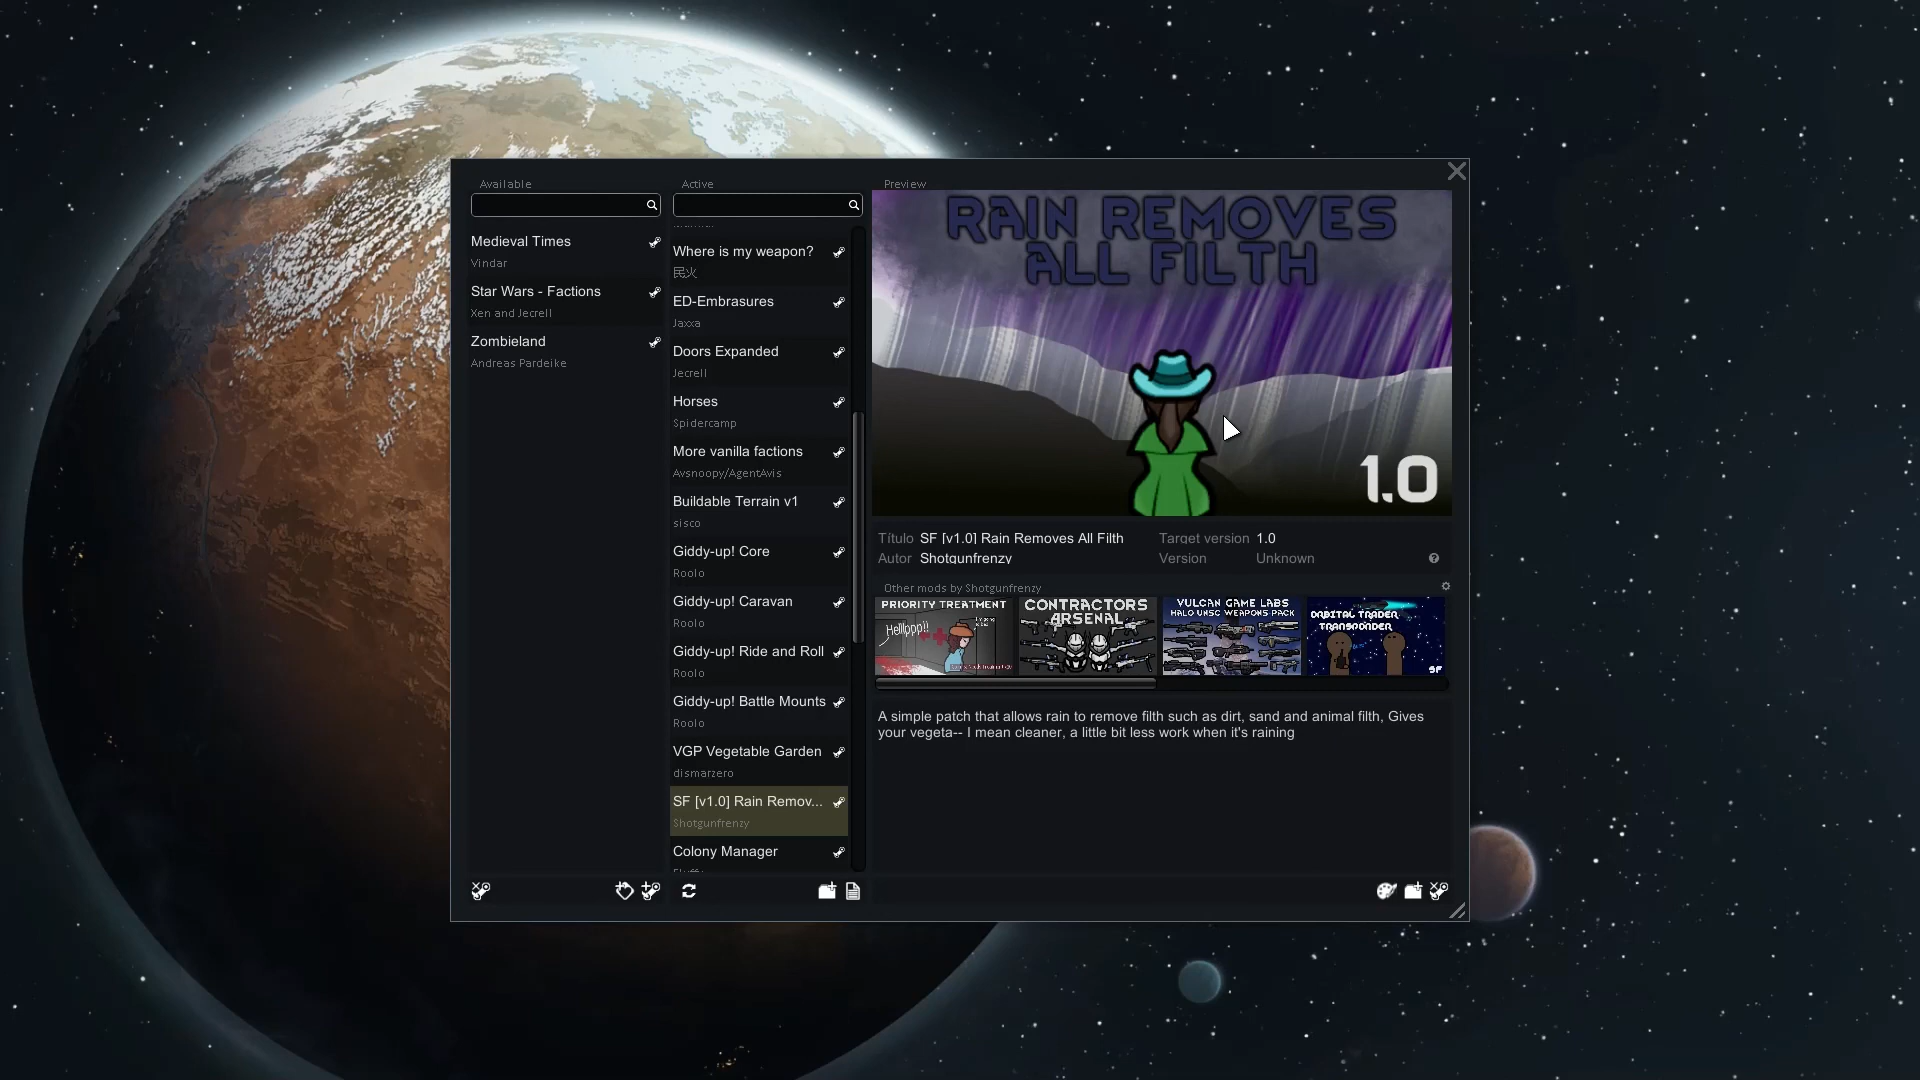 Available
Medieval Times
Vindar
Star Wars - Factions
Xen and Jecrell
Zombieland
Andreas Pardeike
Active
Where is my weapon?
民火
ED-Embrasures
Jaxxa
Doors Expanded
Jecrell
Horses
Spidercamp
More vanilla factions
Avsnoopy/AgentAvis
Buildable Terrain v1
sisco
Giddy-up! Core
Roolo
Giddy-up! Caravan
Roolo
Giddy-up! Ride and Roll
Roolo
Giddy-up! Battle Mounts
Roolo
VGP Vegetable Garden
dismarzero
SF [v1.0] Rain Remov...
Shotgunfrenzy
Colony Manager
Preview
RAIN REMOVES
ALL FILTH
1.0
Título SF [v1.0] Rain Removes All Filth Target version 1.0
Autor Shotgunfrenzy Version Unknown
Other mods by Shotgunfrenzy
PRIORITY TREATMENT
Hellppp!!
CONTRACTORS
ARSENAL
VULCAN GAME LABS
HALO UNSC WEAPONS PACK
ORBITAL TRADER
TRANSPONDER
SF
A simple patch that allows rain to remove filth such as dirt, sand and animal filth, Gives
your vegeta-- I mean cleaner, a little bit less work when it's raining